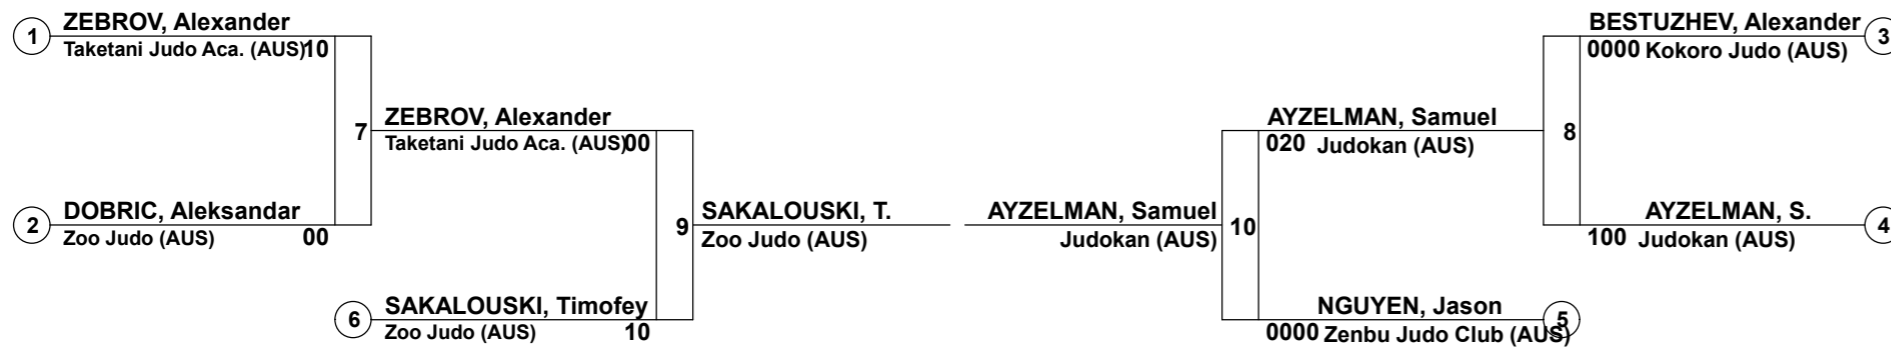 1
ZEBROV, Alexander
Taketani Judo Aca. (AUS)
10
BESTUZHEV, Alexander
3
0000 Kokoro Judo (AUS)
7
ZEBROV, Alexander
Taketani Judo Aca. (AUS)
00
AYZELMAN, Samuel
020 Judokan (AUS)
8
2
DOBRIC, Aleksandar
Zoo Judo (AUS)
00
9
SAKALOUSKI, T.
Zoo Judo (AUS)
AYZELMAN, Samuel
Judokan (AUS)
10
AYZELMAN, S.
100 Judokan (AUS)
4
6
SAKALOUSKI, Timofey
Zoo Judo (AUS)
10
NGUYEN, Jason
0000 Zenbu Judo Club (AUS)
5